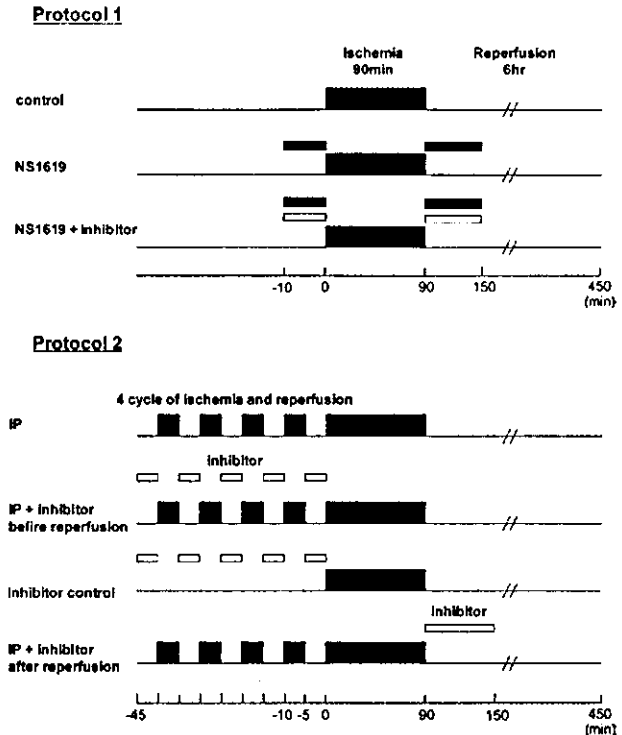 Protocol 1
Ischemia
90min
Reperfusion
6hr
control
NS1619
NS1619 + inhibitor
-10 0 90 150 450
(min)
Protocol 2
4 cycle of ischemia and reperfusion
IP
inhibitor
IP + inhibitor
befire reperfusion
Inhibitor control
Inhibitor
IP + inhibitor
after reperfusion
-45 -10 -5 0 90 150 450
(min)